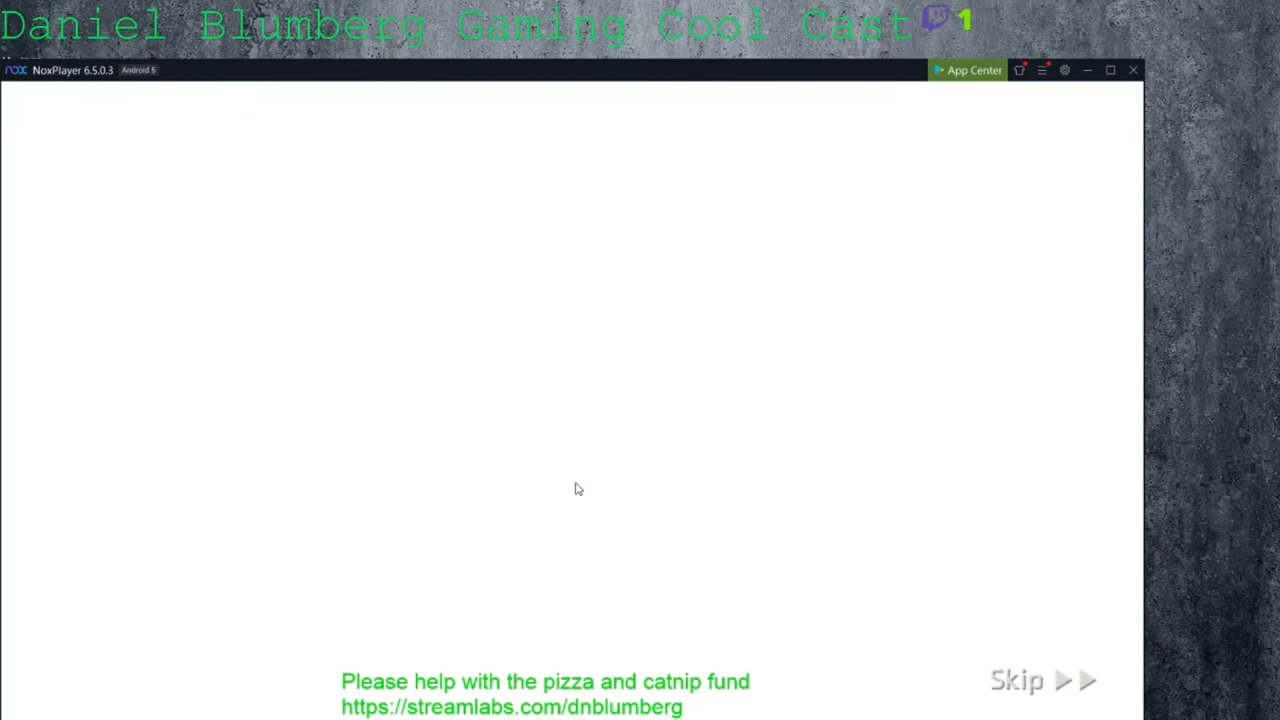 Daniel Blumberg Gaming Cool Cast 1
NoxPlayer 6.5.0.3 Android 5 App Center
Skip
Please help with the pizza and catnip fund
https://streamlabs.com/dnblumberg